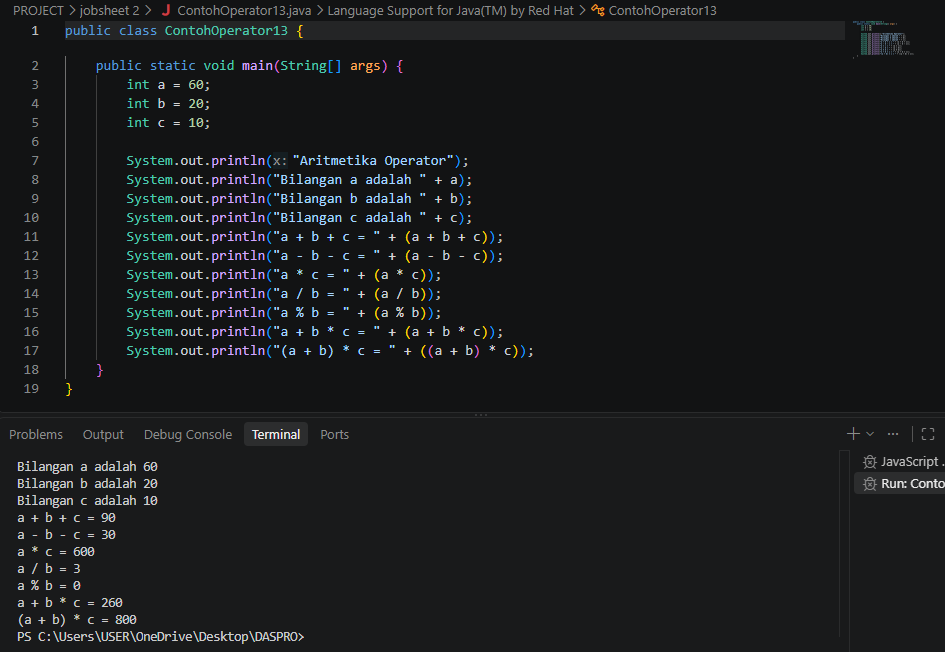 PROJECT > jobsheet 2 > J ContohOperator13.java > Language Support for Java(TM) by Red Hat > ContohOperator13
1 public class ContohOperator13 {
2 public static void main(String[] args) {
3 int a = 60;
4 int b = 20;
5 int c = 10;
6
7 System.out.println(x: "Aritmetika Operator");
8 System.out.println("Bilangan a adalah " + a);
9 System.out.println("Bilangan b adalah " + b);
10 System.out.println("Bilangan c adalah " + c);
11 System.out.println("a + b + c = " + (a + b + c));
12 System.out.println("a - b - c = " + (a - b - c));
13 System.out.println("a * c = " + (a * c));
14 System.out.println("a / b = " + (a / b));
15 System.out.println("a % b = " + (a % b));
16 System.out.println("a + b * c = " + (a + b * c));
17 System.out.println("(a + b) * c = " + ((a + b) * c));
18 }
19 }
Problems Output Debug Console Terminal Ports
JavaScript .
Run: Conto
Bilangan a adalah 60
Bilangan b adalah 20
Bilangan c adalah 10
a + b + c = 90
a - b - c = 30
a * c = 600
a / b = 3
a % b = 0
a + b * c = 260
(a + b) * c = 800
PS C:\Users\USER\OneDrive\Desktop\DASPRO>